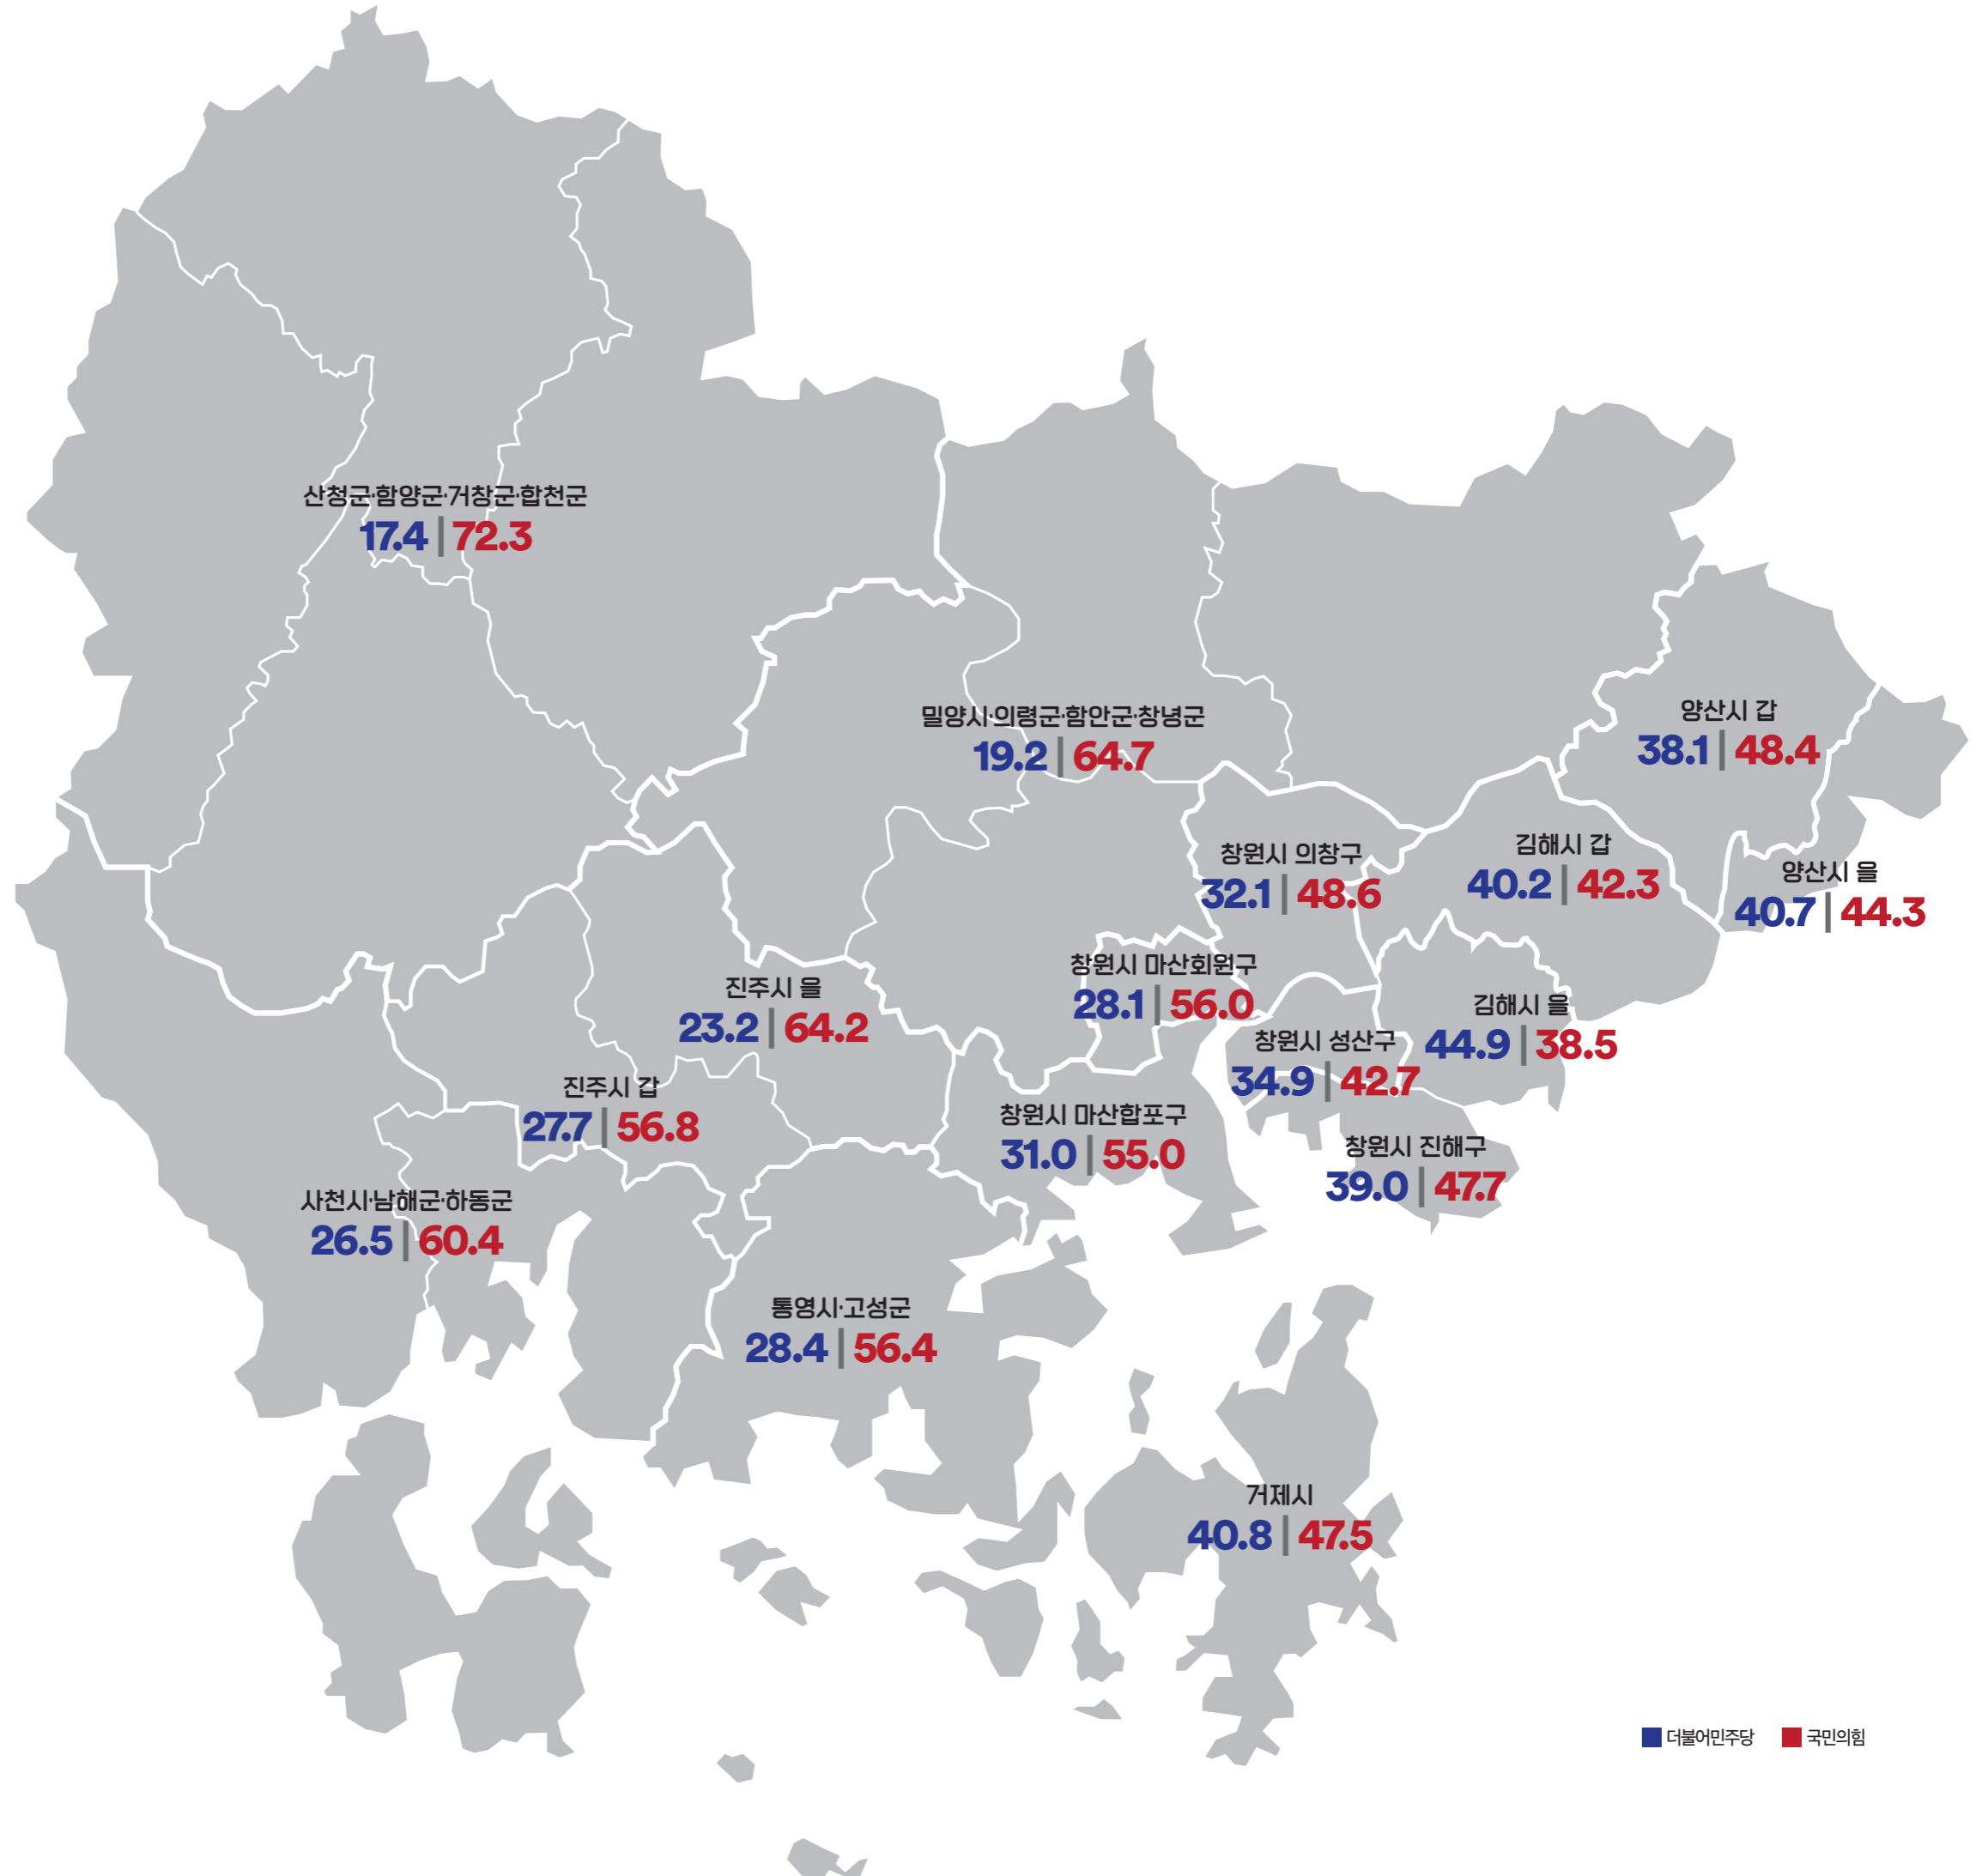 산청군·함양군·거창군·합천군
17.4 | 72.3
밀양시·의령군·함안군·창녕군
19.2 | 64.7
양산시 갑
38.1 | 48.4
김해시 갑
40.2 | 42.3
창원시 의창구
32.1 | 48.6
양산시 을
40.7 | 44.3
창원시 마산회원구
28.1 | 56.0
진주시 을
23.2 | 64.2
김해시 을
44.9 | 38.5
창원시 성산구
34.9 | 42.7
진주시 갑
27.7 | 56.8
창원시 마산합포구
31.0 | 55.0
창원시 진해구
39.0 | 47.7
사천시·남해군·하동군
26.5 | 60.4
통영시·고성군
28.4 | 56.4
거제시
40.8 | 47.5
더불어민주당 국민의힘